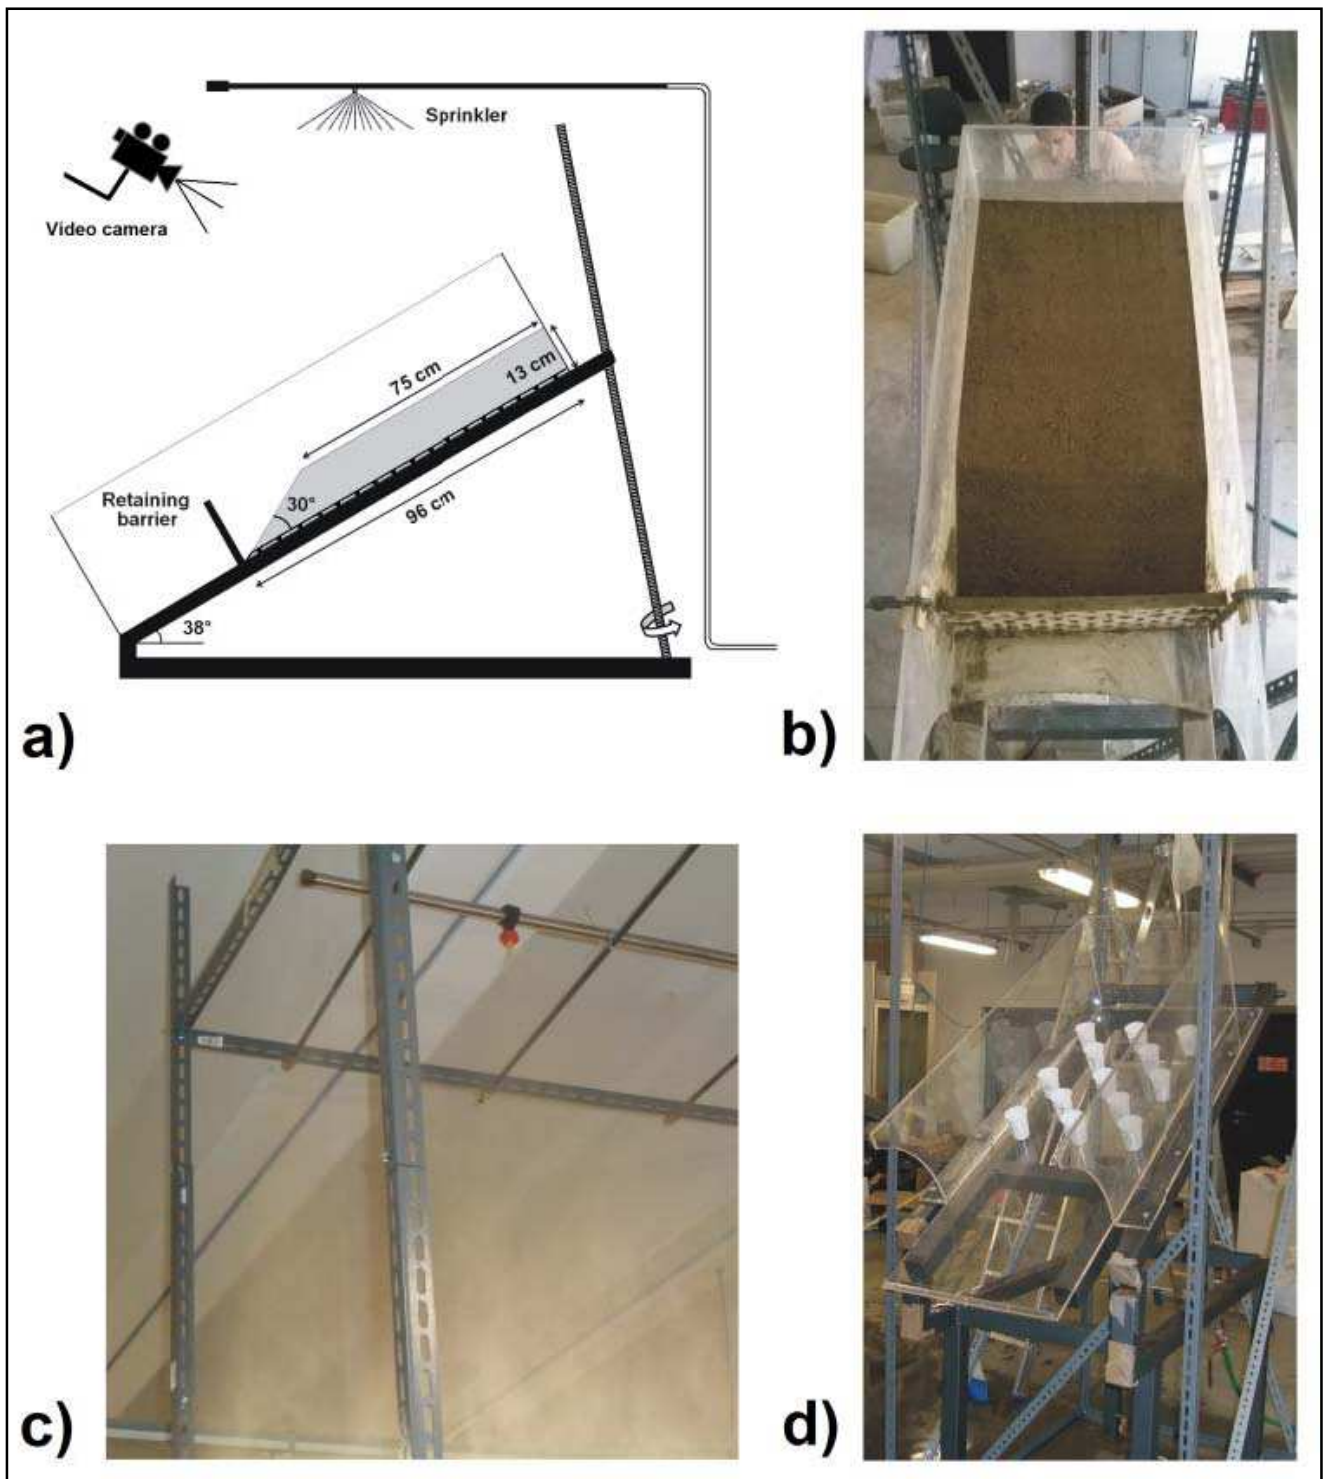 Sprinkler
Video camera
75 cm
13 cm
Retaining
barrier
30°
96 cm
38°
a)
b)
c)
d)